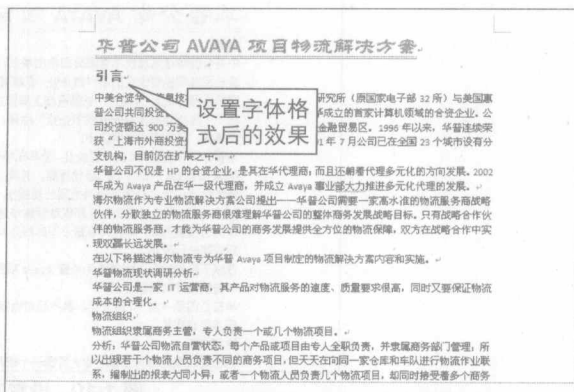 华普公司 AVAYA 项目物流解决方案
引言
设置字体格
式后的效果
中美合资华 研究所（原国家电子部 32 所）与美国惠
普公司共同投资 成立的首家计算机领域的合资企业。公
司投资额达 900 万美 金融贸易区。1996 年以来，华普连续荣
获“上海市外商投资 01 年 7 月公司已在全国 23 个城市设有分
支机构，目前仍在扩展之中。
华普公司不仅是 HP 的合资企业，是其在华代理商；而且还朝着代理多元化的方向发展。2002
年成为 Avaya 产品在华一级代理商，并成立 Avaya 事业部大力推进多元化代理的发展。
海尔物流作为专业物流解决方案公司提出——华普公司需要一家高水准的物流服务商战略
伙伴，分散独立的物流服务商很难理解华普公司的整体商务发展战略目标。只有战略合作伙
伴的物流服务商，才能为华普公司的商务发展提供全方位的物流保障，双方在战略合作中实
现双赢长远发展。
在以下将描述海尔物流专为华普 Avaya 项目制定的物流解决方案内容和实施。
华普物流现状调研分析
华普公司是一家 IT 运营商，其产品对物流服务的速度、质量要求很高，同时又要保证物流
成本的合理化。
物流组织
物流组织隶属商务主管，专人负责一个或几个物流项目。
分析：华普公司物流自营状态，每个产品或项目由专人全职负责，并隶属商务部门管理；所
以出现若干个物流人员负责不同的商务项目，但天天在向同一家仓库和车队进行物流作业联
系，编制出的报表大同小异；或者一个物流人员负责几个物流项目，却同时接受着多个商务